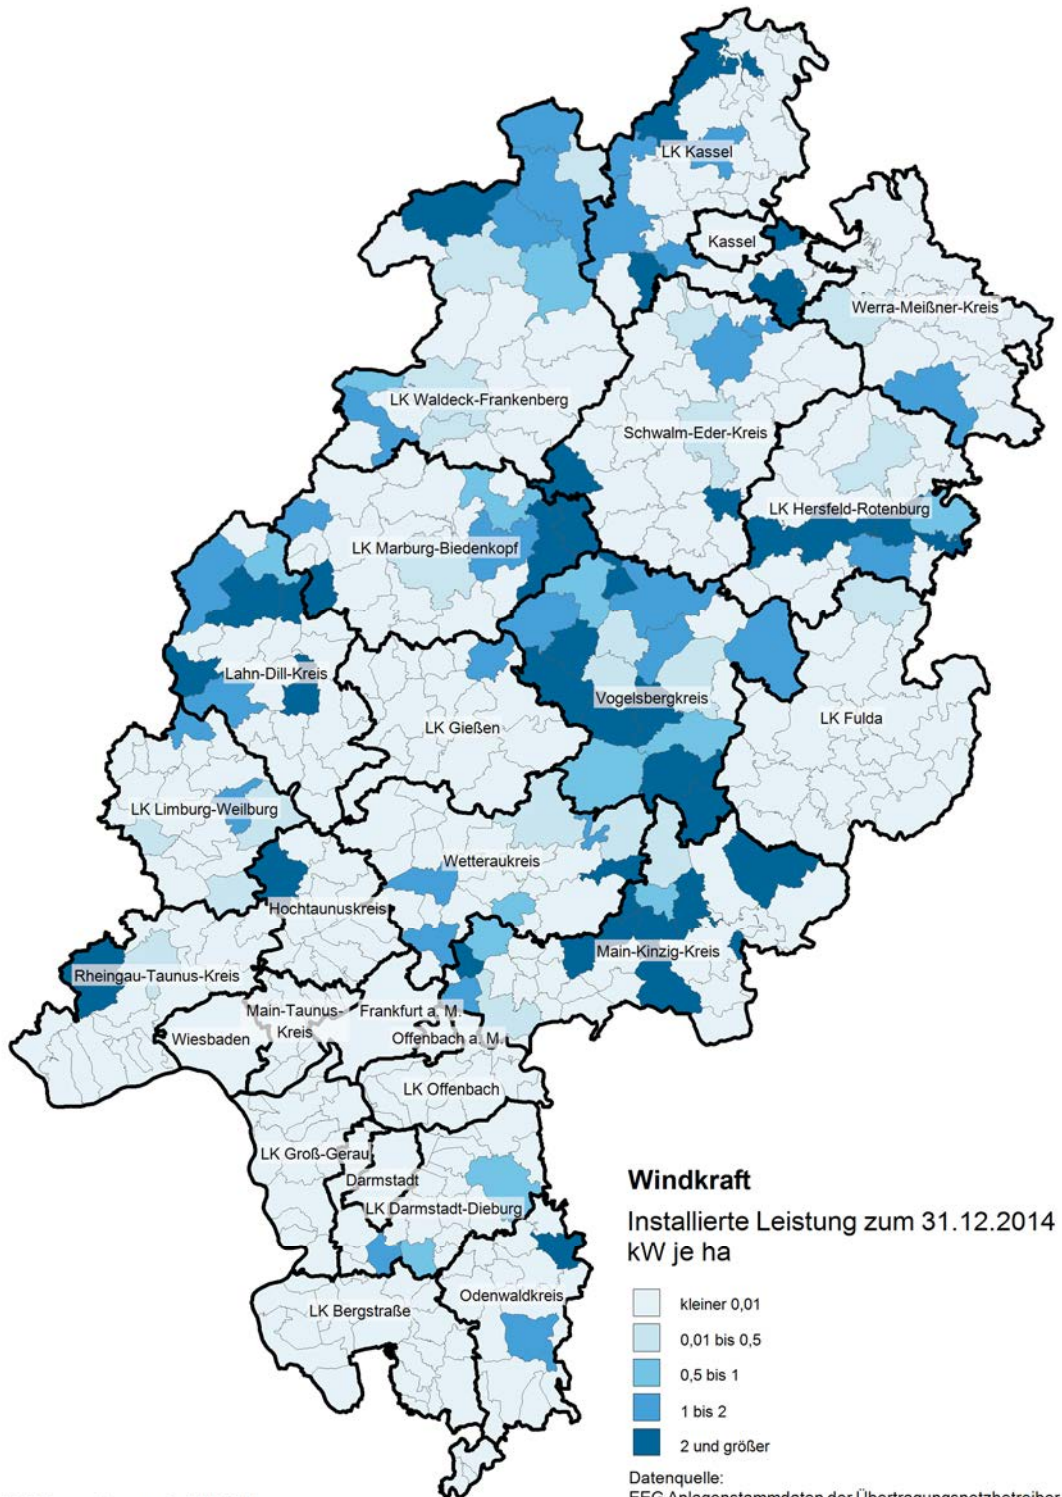 LK Kassel
Kassel
Werra-Meißner-Kreis
LK Waldeck-Frankenberg
Schwalm-Eder-Kreis
LK Hersfeld-Rotenburg
LK Marburg-Biedenkopf
Lahn-Dill-Kreis
Vogelsbergkreis
LK Gießen
LK Fulda
LK Limburg-Weilburg
Wetteraukreis
Hochtaunuskreis
Main-Kinzig-Kreis
Rheingau-Taunus-Kreis
Main-Taunus-
Kreis
Frankfurt a. M.
Wiesbaden
Offenbach a. M.
LK Offenbach
LK Groß-Gerau
Darmstadt
LK Darmstadt-Dieburg
Odenwaldkreis
LK Bergstraße
Windkraft
Installierte Leistung zum 31.12.2014
kW je ha
kleiner 0,01
0,01 bis 0,5
0,5 bis 1
1 bis 2
2 und größer
Datenquelle:
EEG Anlagenstammdaten der Übertragungsnetzbetreiber